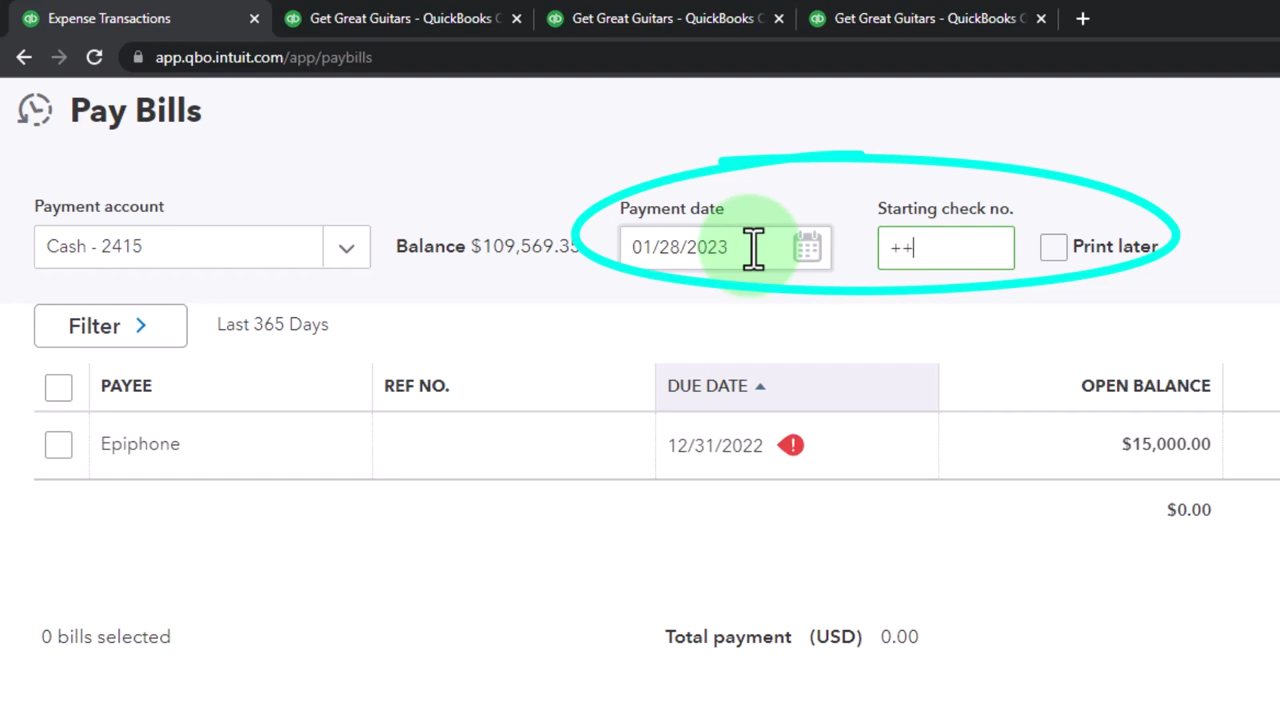 Expense Transactions
Get Great Guitars - QuickBooks
Get Great Guitars - QuickBooks
Get Great Guitars - QuickBooks
app.qbo.intuit.com/app/paybills
Pay Bills
Payment account
Payment date
Starting check no.
Cash - 2415
Balance $109,569.35
01/28/2023
++
Print later
Filter
Last 365 Days
PAYEE
REF NO.
DUE DATE
OPEN BALANCE
Epiphone
12/31/2022
!
$15,000.00
$0.00
0 bills selected
Total payment (USD) 0.00